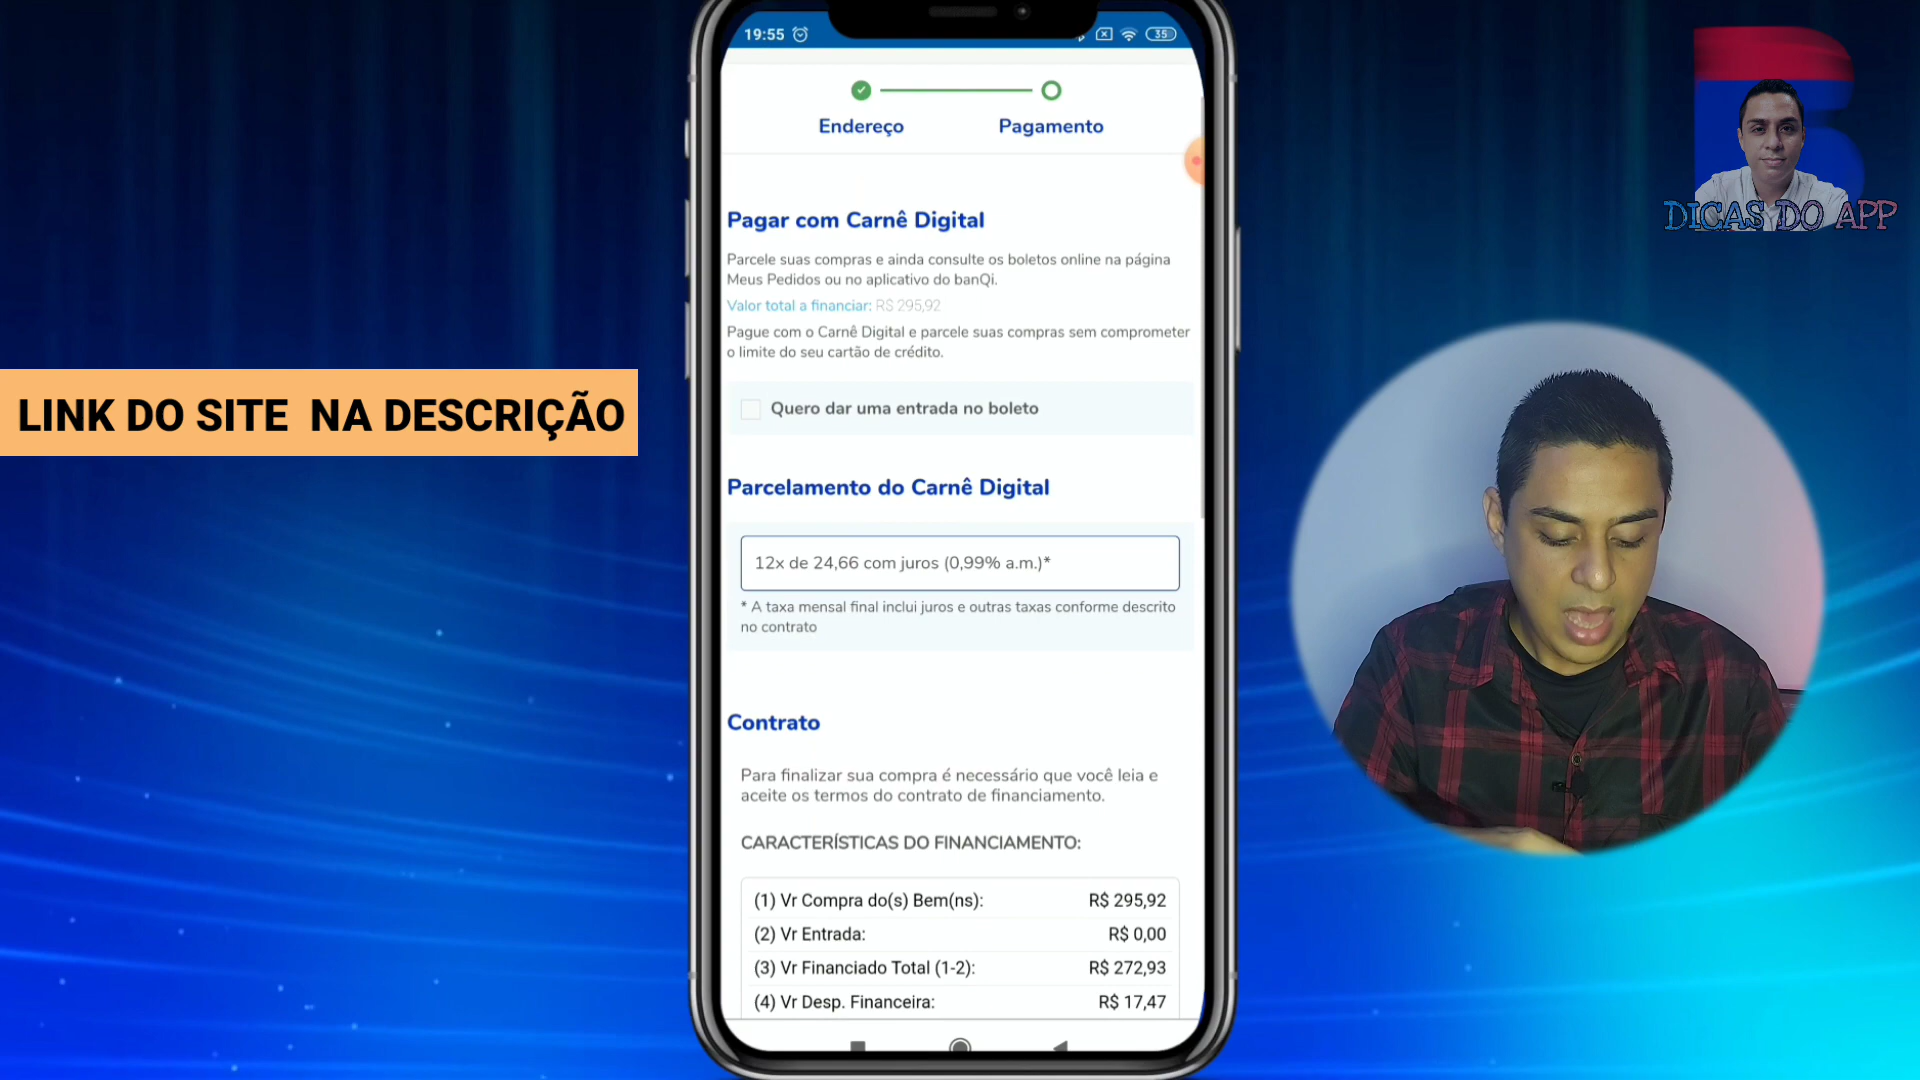 19:55
35
Endereço
Pagamento
Pagar com Carnê Digital
Parcele suas compras e ainda consulte os boletos online na página
Meus Pedidos ou no aplicativo do banQi.
Valor total a financiar: R$ 295,92
Pague com o Carnê Digital e parcele suas compras sem comprometer
o limite do seu cartão de crédito.
Quero dar uma entrada no boleto
Parcelamento do Carnê Digital
12x de 24,66 com juros (0,99% a.m.)*
* A taxa mensal final inclui juros e outras taxas conforme descrito
no contrato
Contrato
Para finalizar sua compra é necessário que você leia e
aceite os termos do contrato de financiamento.
CARACTERÍSTICAS DO FINANCIAMENTO:
(1) Vr Compra do(s) Bem(ns): R$ 295,92
(2) Vr Entrada: R$ 0,00
(3) Vr Financiado Total (1-2): R$ 272,93
(4) Vr Desp. Financeira: R$ 17,47
LINK DO SITE NA DESCRIÇÃO
DICAS DO APP